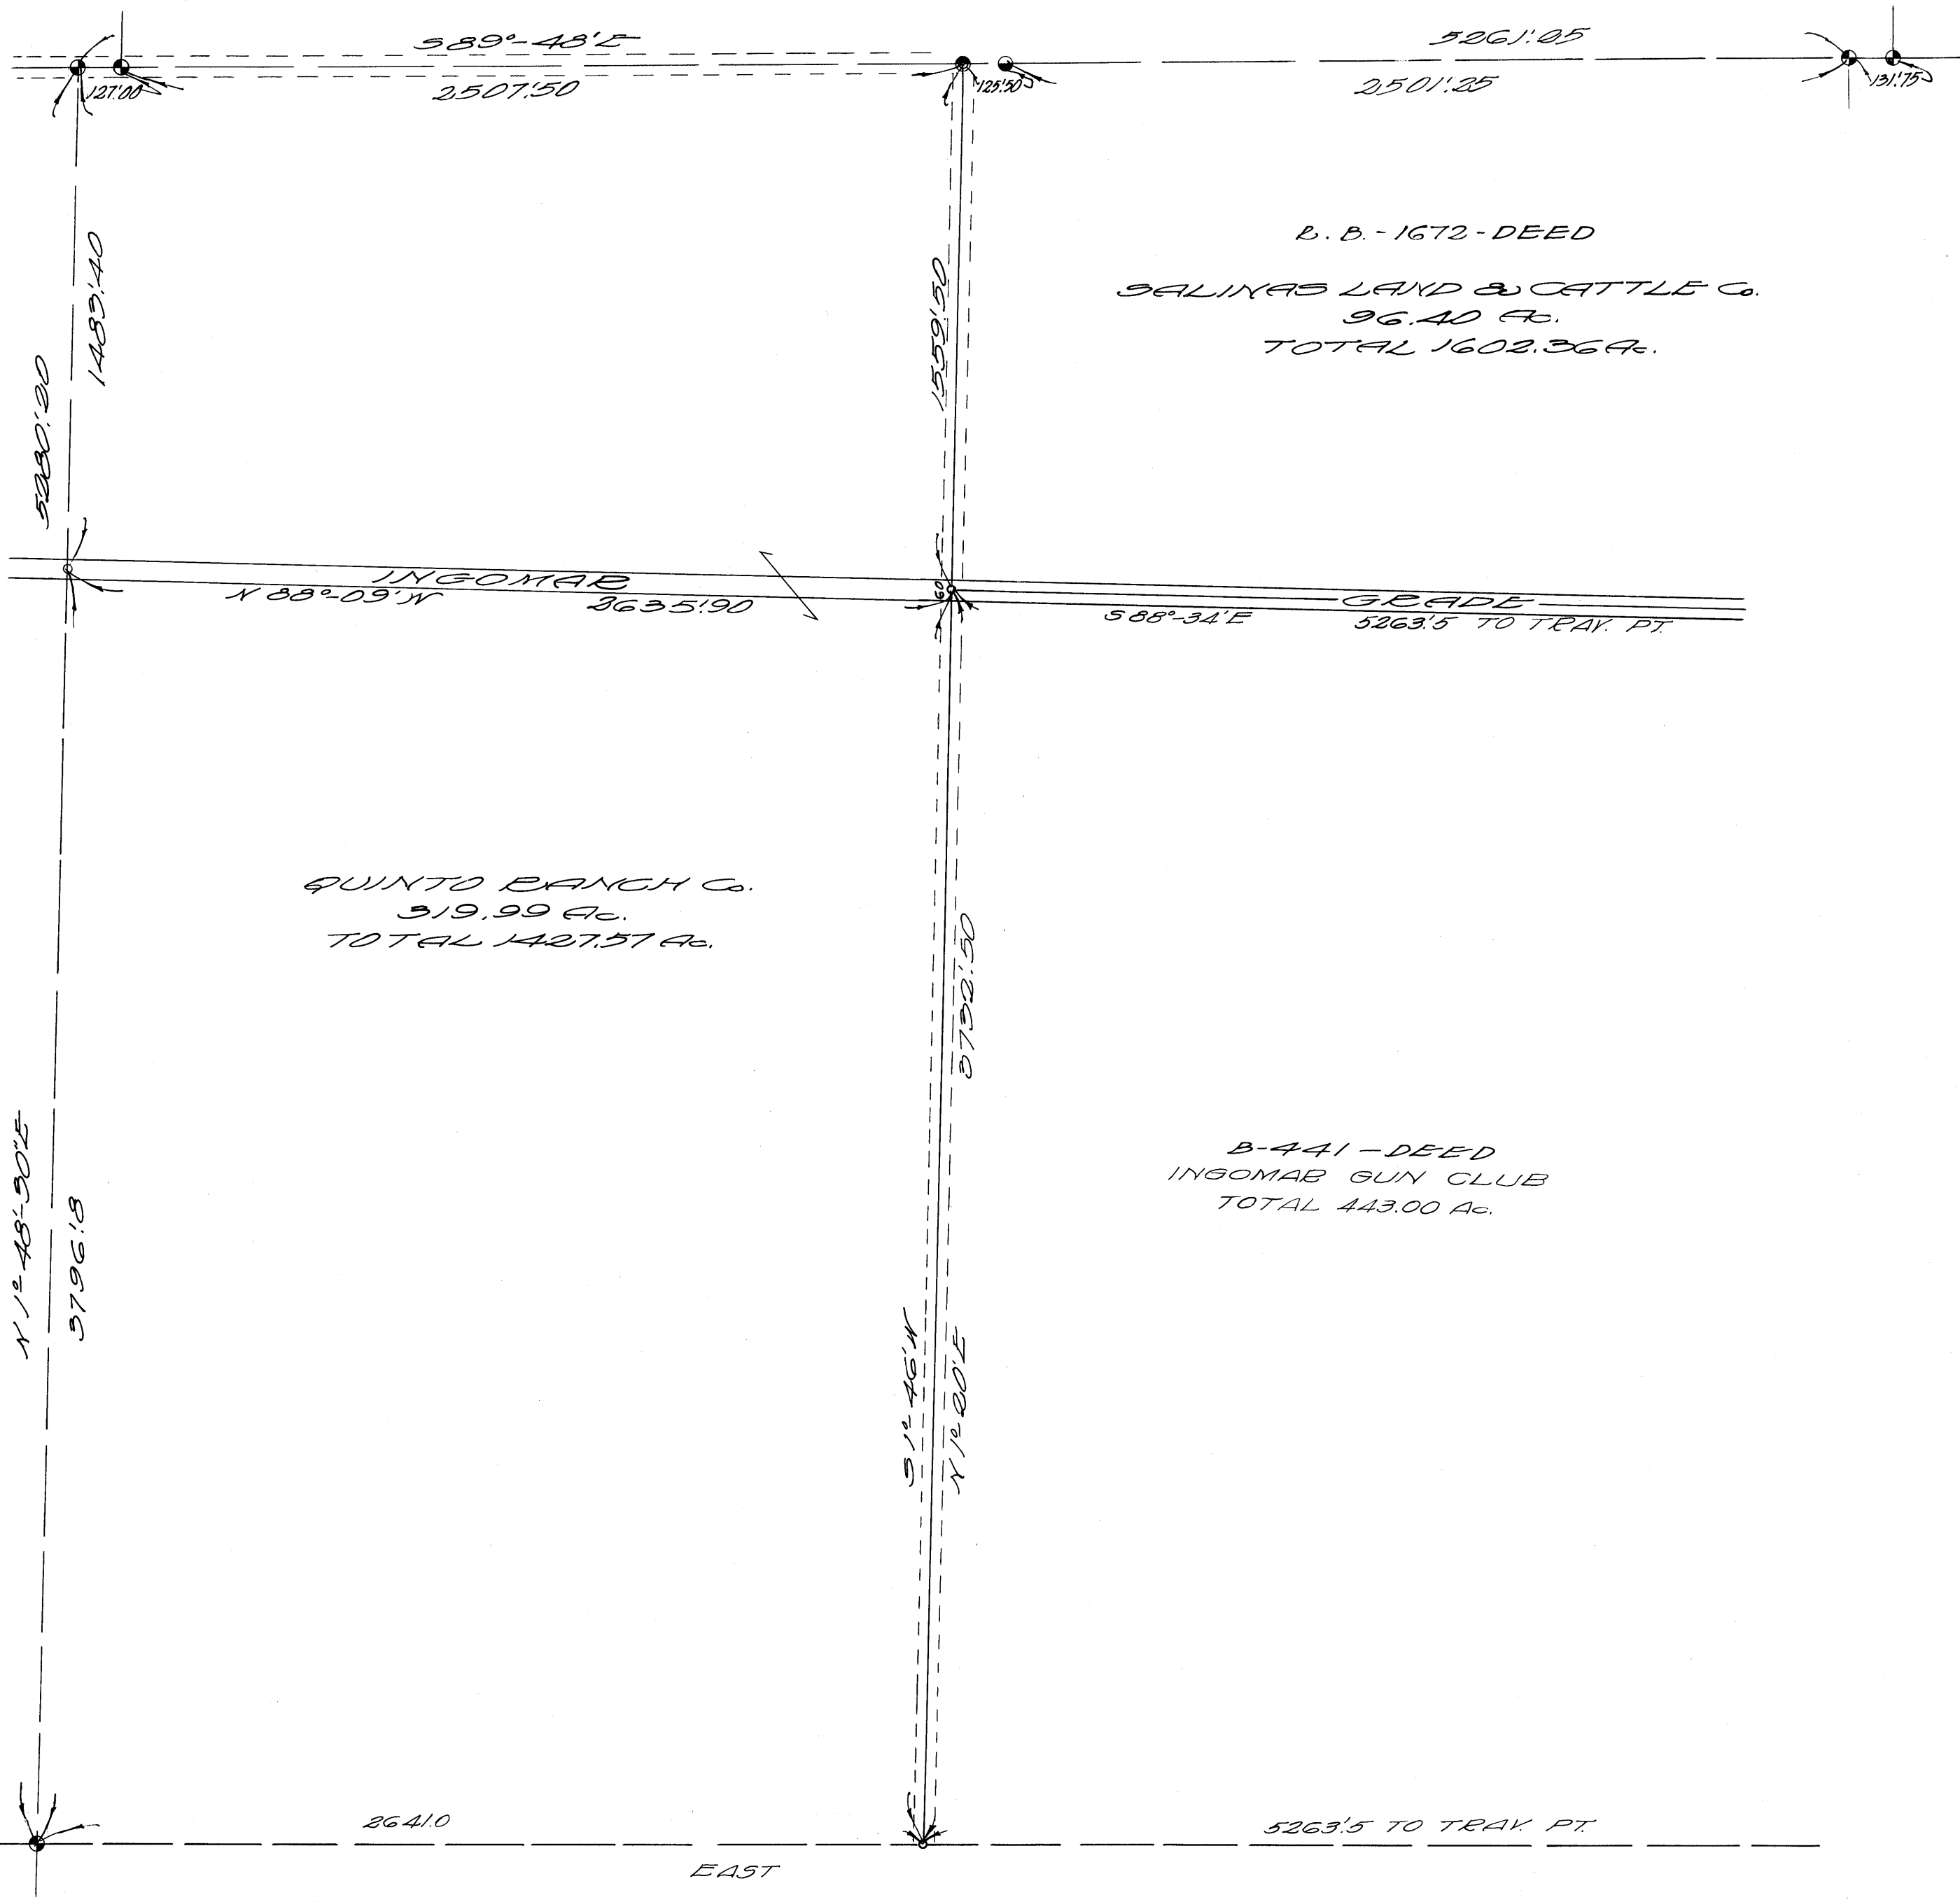 S 89°-48' E
5261'.25
127'.00
2507'.50
125'.50
2501'.25
131'.75
R. B. - 1672 - DEED
SALINAS LAND & CATTLE Co.
96.40 Ac.
TOTAL 1602.36 Ac.
1483'.40
1559'.50
5280'.20
INGOMAR
GRADE
60'
N 88°-09' W
2635'.90
S 88°-34' E
5263'.5 TO TRAV. PT.
QUINTO RANCH Co.
319.99 Ac.
TOTAL 1427.57 Ac.
3732'.50
B-441 - DEED
INGOMAR GUN CLUB
TOTAL 443.00 Ac.
N 1°-48'-30" E
3796'.8
S 1°-46' W
N 1°-20' E
2641.0
5263'.5 TO TRAV. PT.
EAST